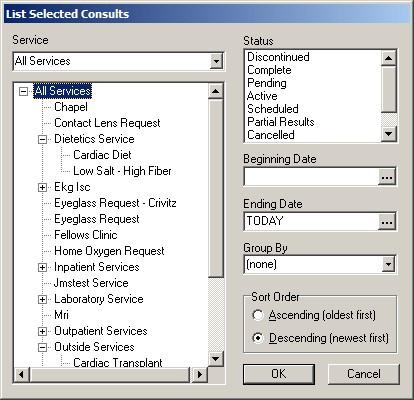 List Selected Consults
Service
All Services
All Services
Chapel
Contact Lens Request
Dietetics Service
Cardiac Diet
Low Salt - High Fiber
Ekg Isc
Eyeglass Request - Crivitz
Eyeglass Request
Fellows Clinic
Home Oxygen Request
Inpatient Services
Jmstest Service
Laboratory Service
Mri
Outpatient Services
Outside Services
Cardiac Transplant
Status
Discontinued
Complete
Pending
Active
Scheduled
Partial Results
Cancelled
Beginning Date
...
Ending Date
TODAY
...
Group By
(none)
Sort Order
Ascending (oldest first)
Descending (newest first)
OK
Cancel